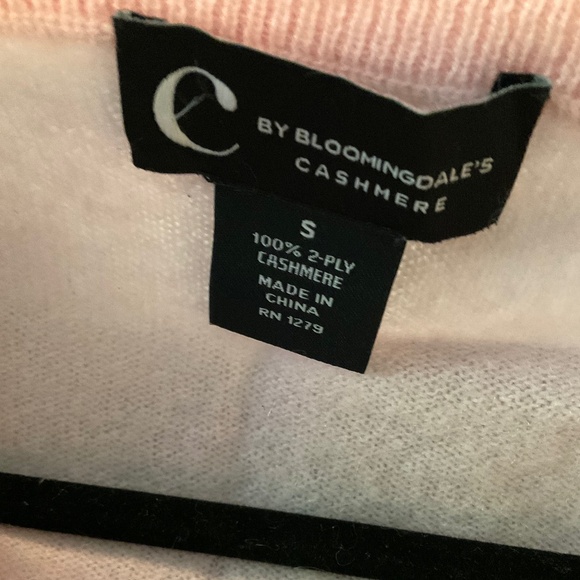 C
BY BLOOMINGDALE'S
CASHMERE
S
100% 2-PLY
CASHMERE
MADE IN
CHINA
RN 1279